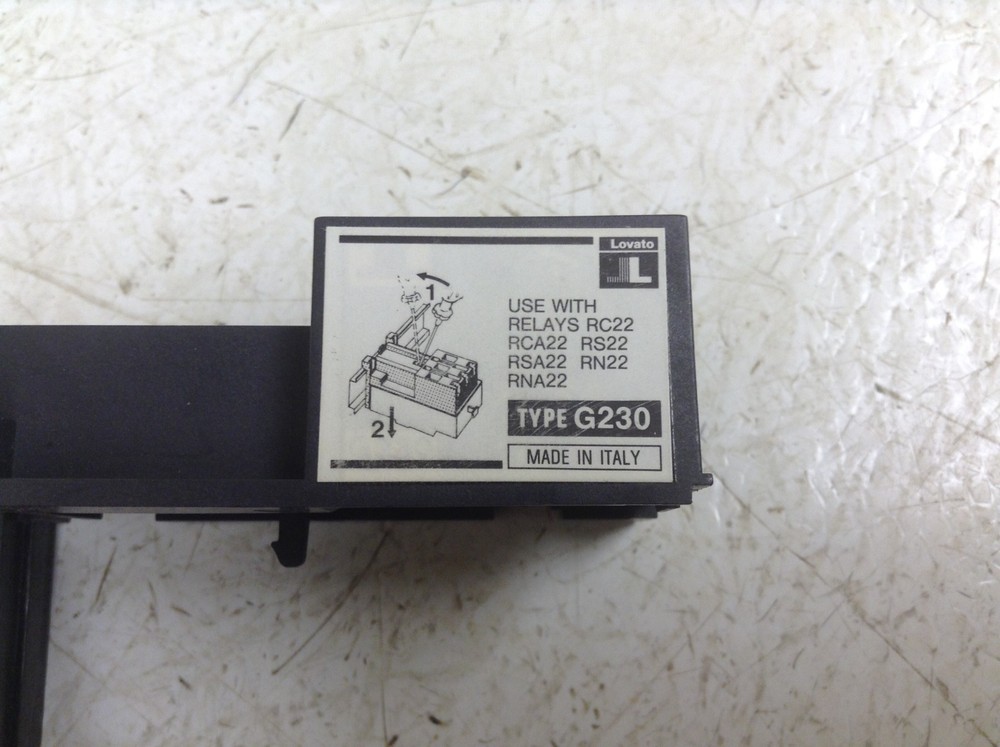 Lovato
L
1
2
USE WITH
RELAYS RC22
RCA22 RS22
RSA22 RN22
RNA22
TYPE G230
MADE IN ITALY